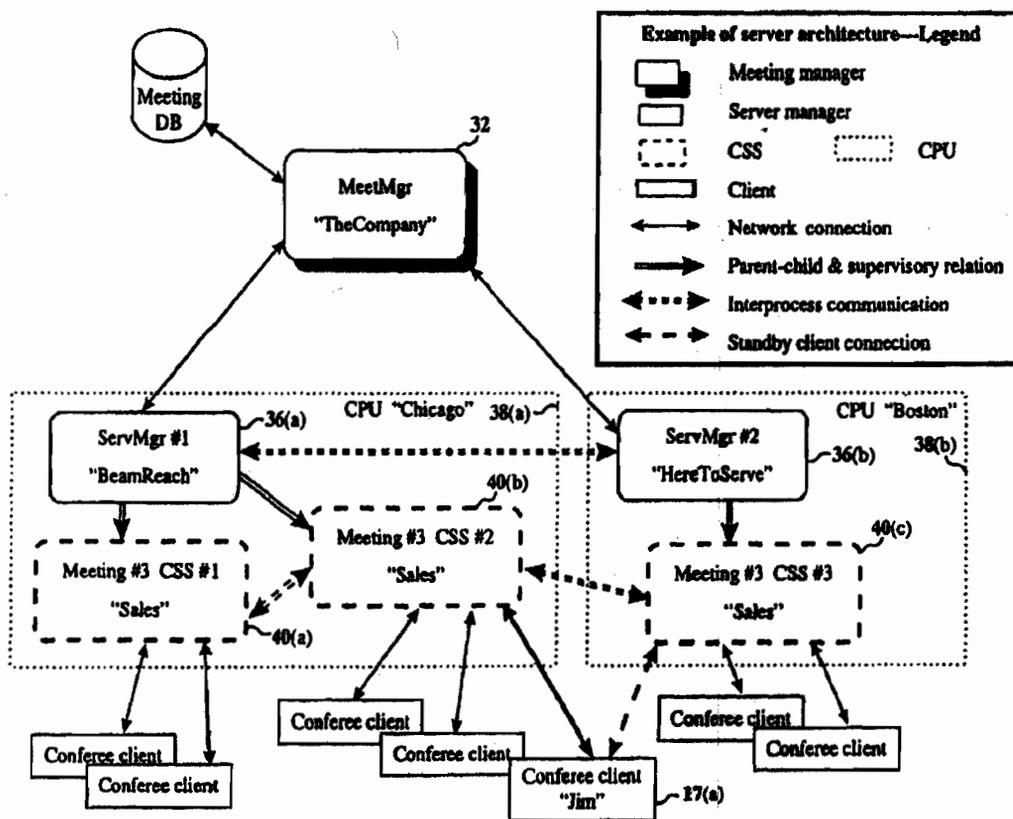 Example of server architecture—Legend
Meeting manager
Server manager
CSS
CPU
Client
Network connection
Parent-child & supervisory relation
Interprocess communication
Standby client connection
Meeting
DB
32
MeetMgr
"TheCompany"
CPU "Chicago"
38(a)
CPU "Boston"
38(b)
36(a)
ServMgr #1
"BeamReach"
ServMgr #2
"HereToServe"
36(b)
40(b)
Meeting #3 CSS #2
"Sales"
40(c)
Meeting #3 CSS #1
"Sales"
40(a)
Meeting #3 CSS #3
"Sales"
Conferee client
Conferee client
Conferee client
Conferee client
Conferee client
"Jim"
17(a)
Conferee client
Conferee client